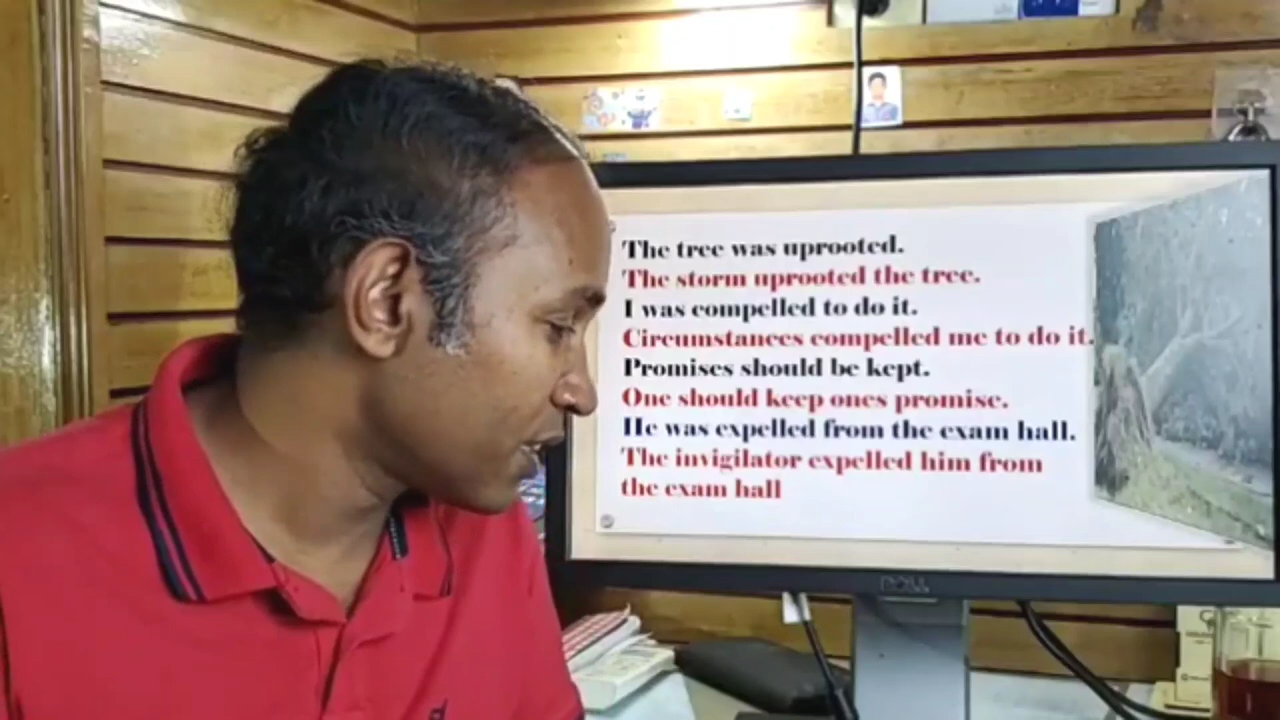 The tree was uprooted.
The storm uprooted the tree.
I was compelled to do it.
Circumstances compelled me to do it.
Promises should be kept.
One should keep ones promise.
He was expelled from the exam hall.
The invigilator expelled him from
the exam hall
DELL